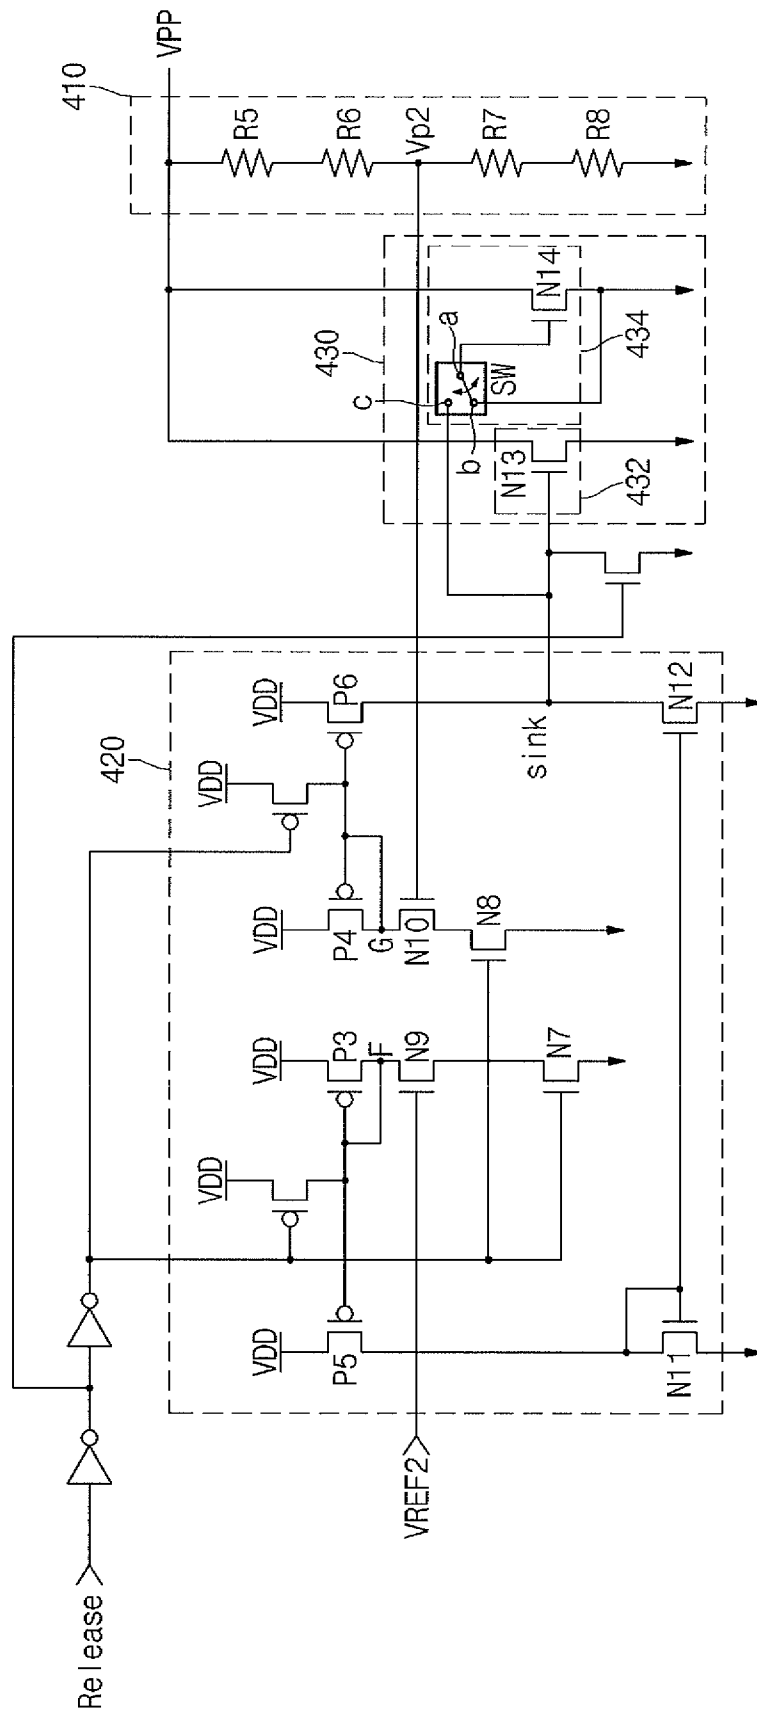 Release
VREF2
420
VDD
VDD
VDD
VDD
VDD
VDD
P5
P3
P4
P6
F
G
N9
N10
N7
N8
N11
N12
sink
430
c
a
b
SW
N13
N14
432
434
410
VPP
R5
R6
Vp2
R7
R8